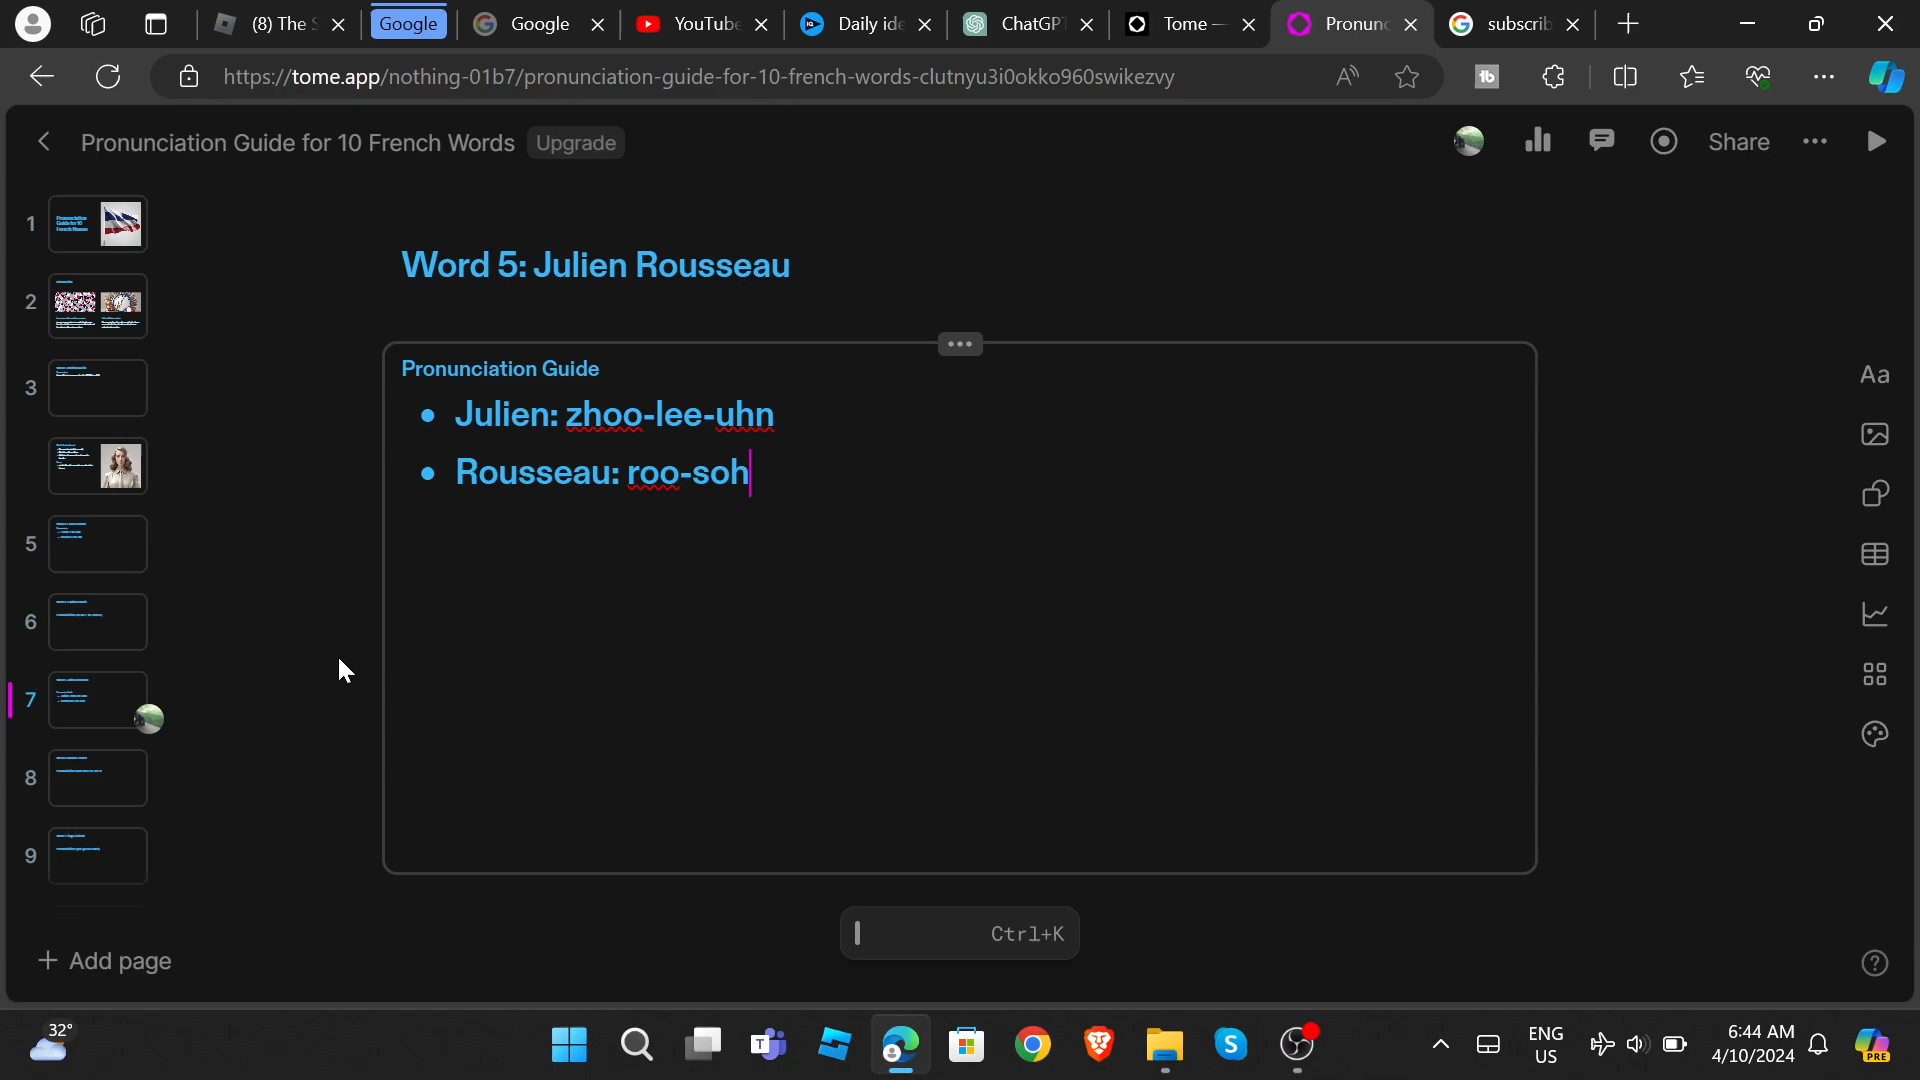 (8) The S
Google
Google
YouTube
Daily ide
ChatGPT
Tome —
Pronunc
subscrib
https://tome.app/nothing-01b7/pronunciation-guide-for-10-french-words-clutnyu3i0okko960swikezvy
Pronunciation Guide for 10 French Words
Upgrade
Share
Word 5: Julien Rousseau
Pronunciation Guide
• Julien: zhoo-lee-uhn
• Rousseau: roo-soh
1
2
3
5
6
7
8
9
Aa
Ctrl+K
+ Add page
32°
ENG
US
6:44 AM
4/10/2024
PRE